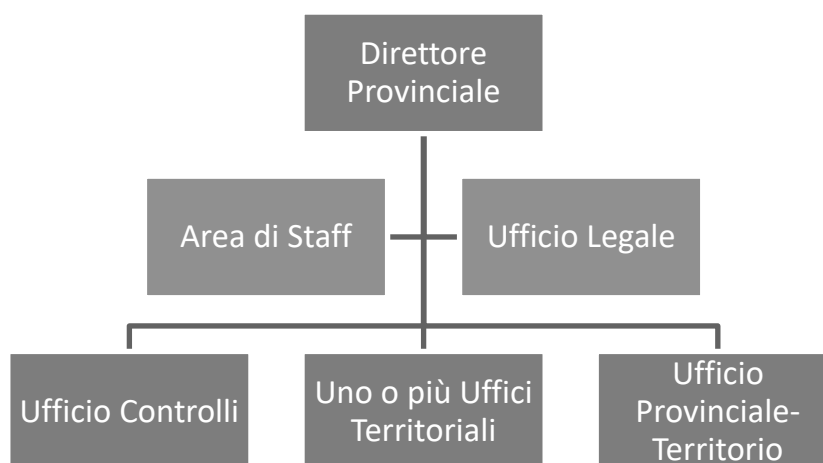 Direttore
Provinciale
Area di Staff
Ufficio Legale
Ufficio Controlli
Uno o più Uffici
Territoriali
Ufficio
Provinciale-
Territorio